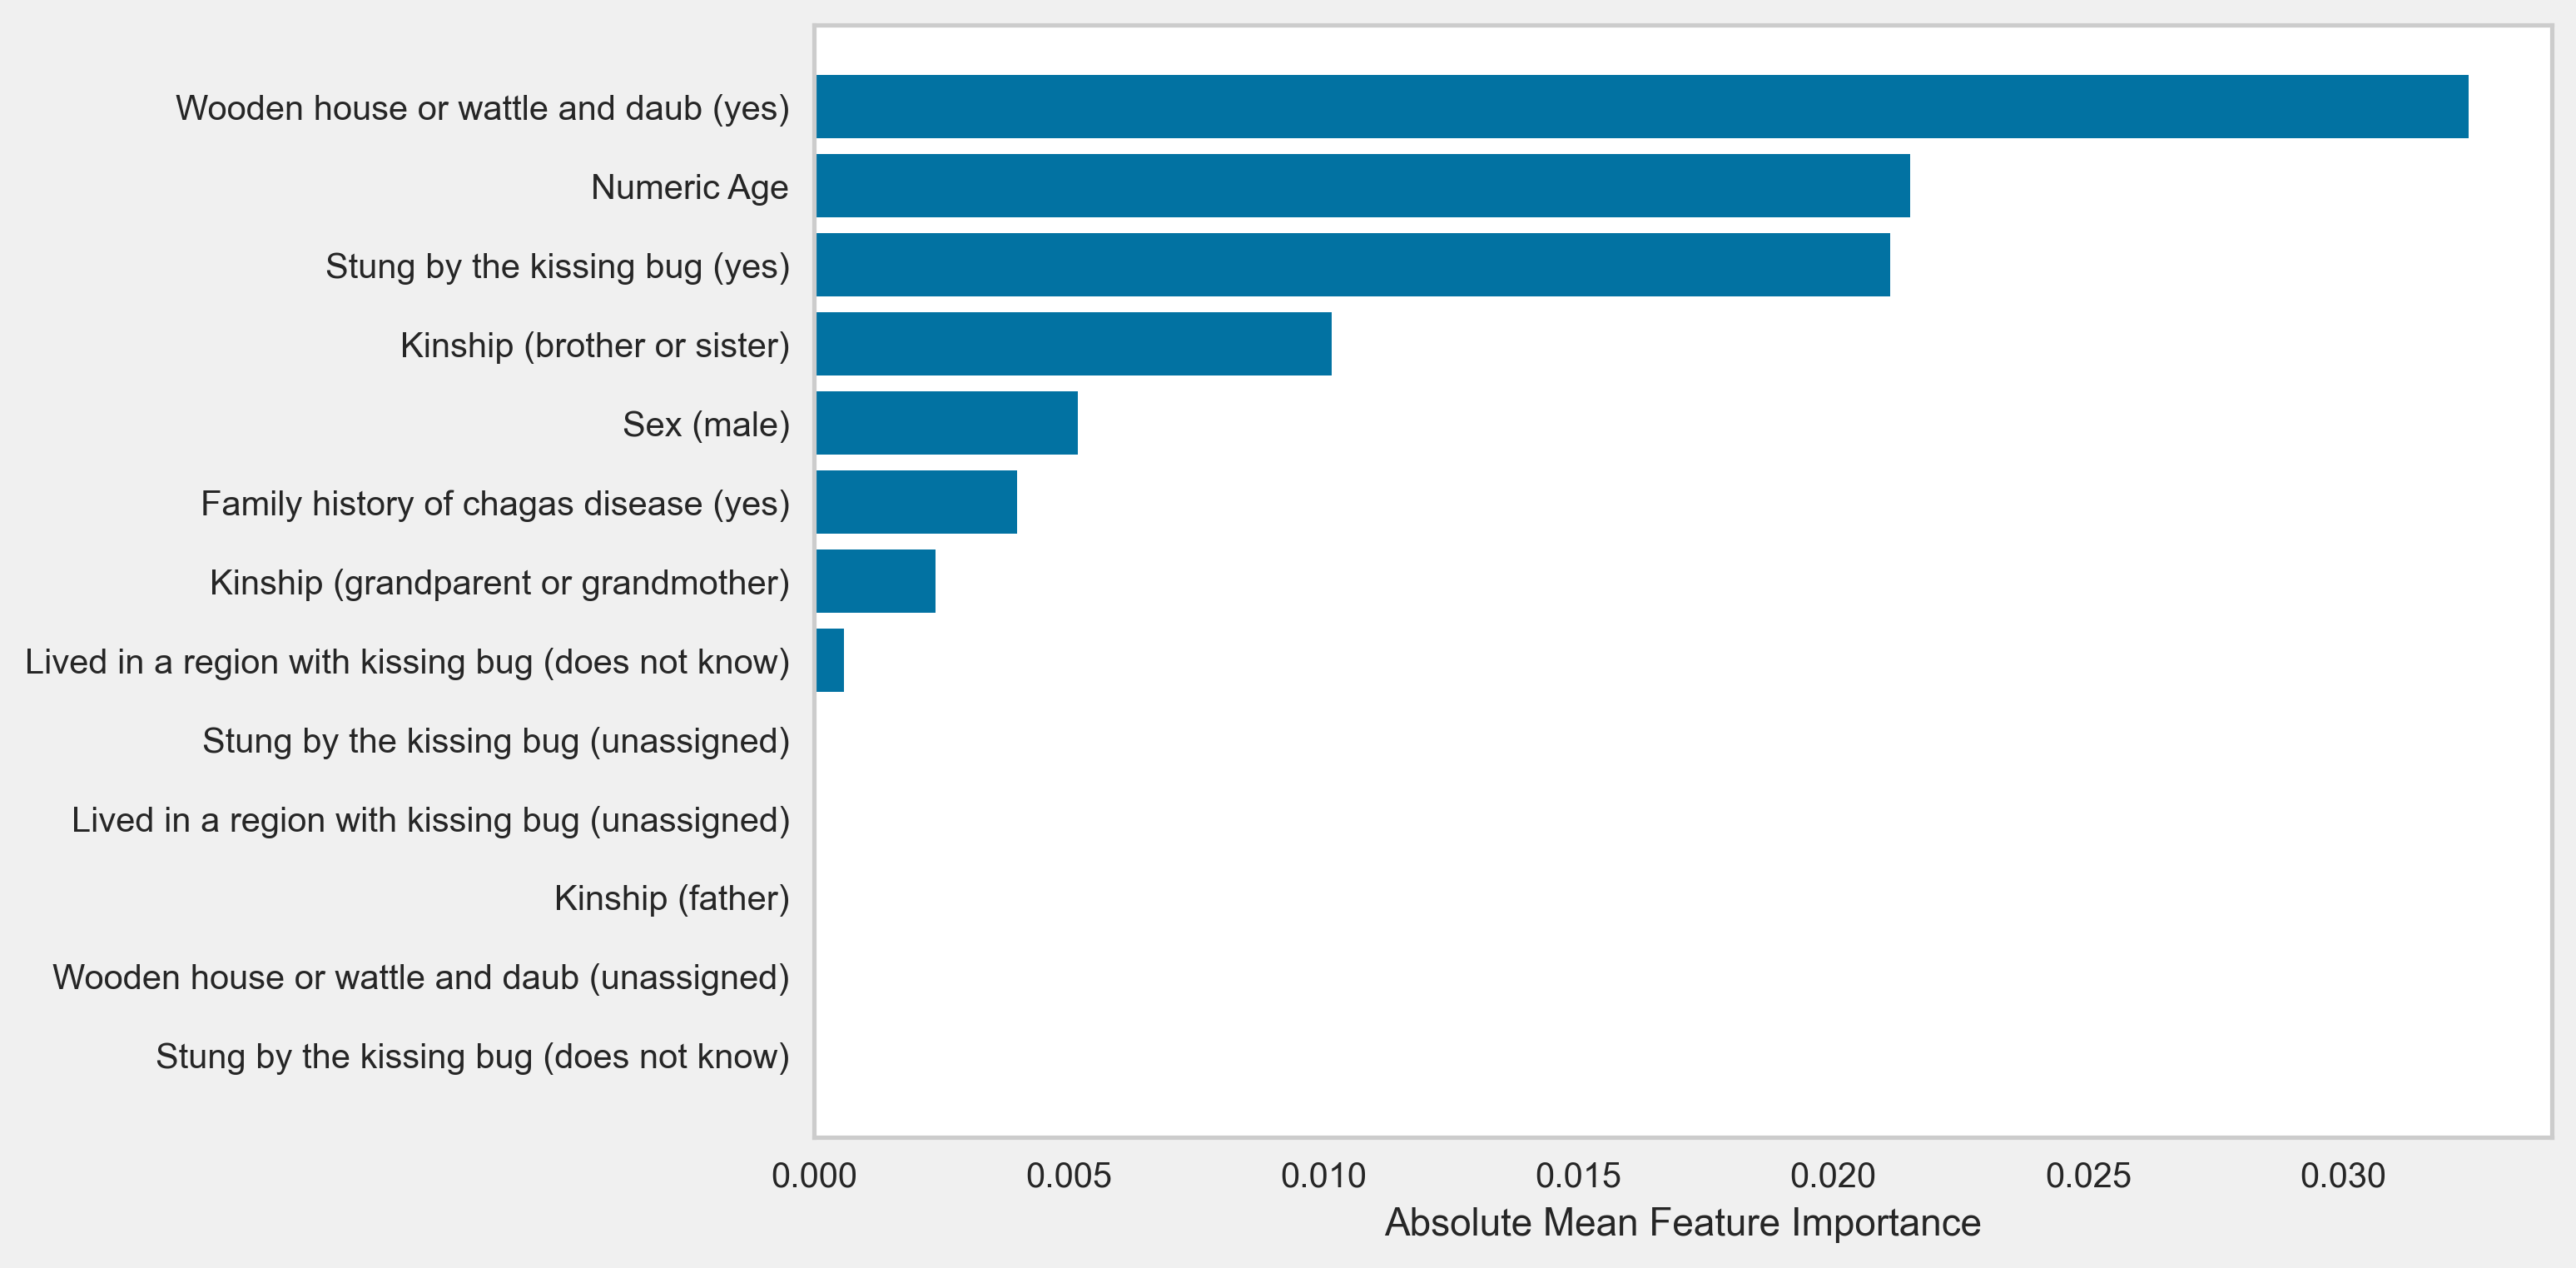 Wooden house or wattle and daub (yes)
Numeric Age
Stung by the kissing bug (yes)
Kinship (brother or sister)
Sex (male)
Family history of chagas disease (yes)
Kinship (grandparent or grandmother)
Lived in a region with kissing bug (does not know)
Stung by the kissing bug (unassigned)
Lived in a region with kissing bug (unassigned)
Kinship (father)
Wooden house or wattle and daub (unassigned)
Stung by the kissing bug (does not know)
0.000 0.005 0.010 0.015 0.020 0.025 0.030
Absolute Mean Feature Importance